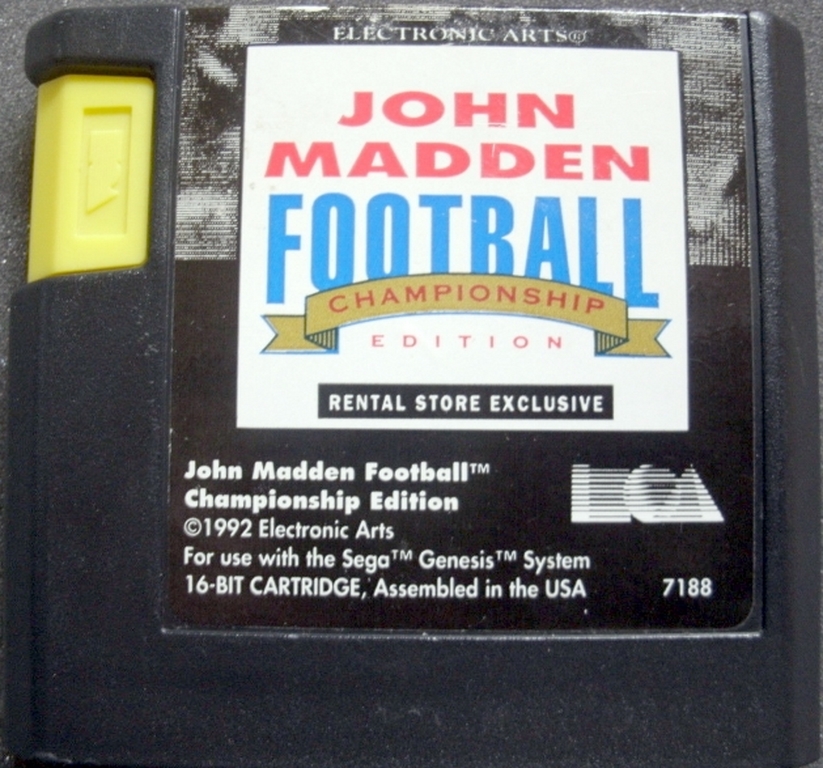 ELECTRONIC ARTS®
JOHN
MADDEN
FOOTBALL
CHAMPIONSHIP
EDITION
RENTAL STORE EXCLUSIVE
John Madden Football™
Championship Edition
©1992 Electronic Arts
For use with the Sega™ Genesis™ System
16-BIT CARTRIDGE, Assembled in the USA
7188
EA